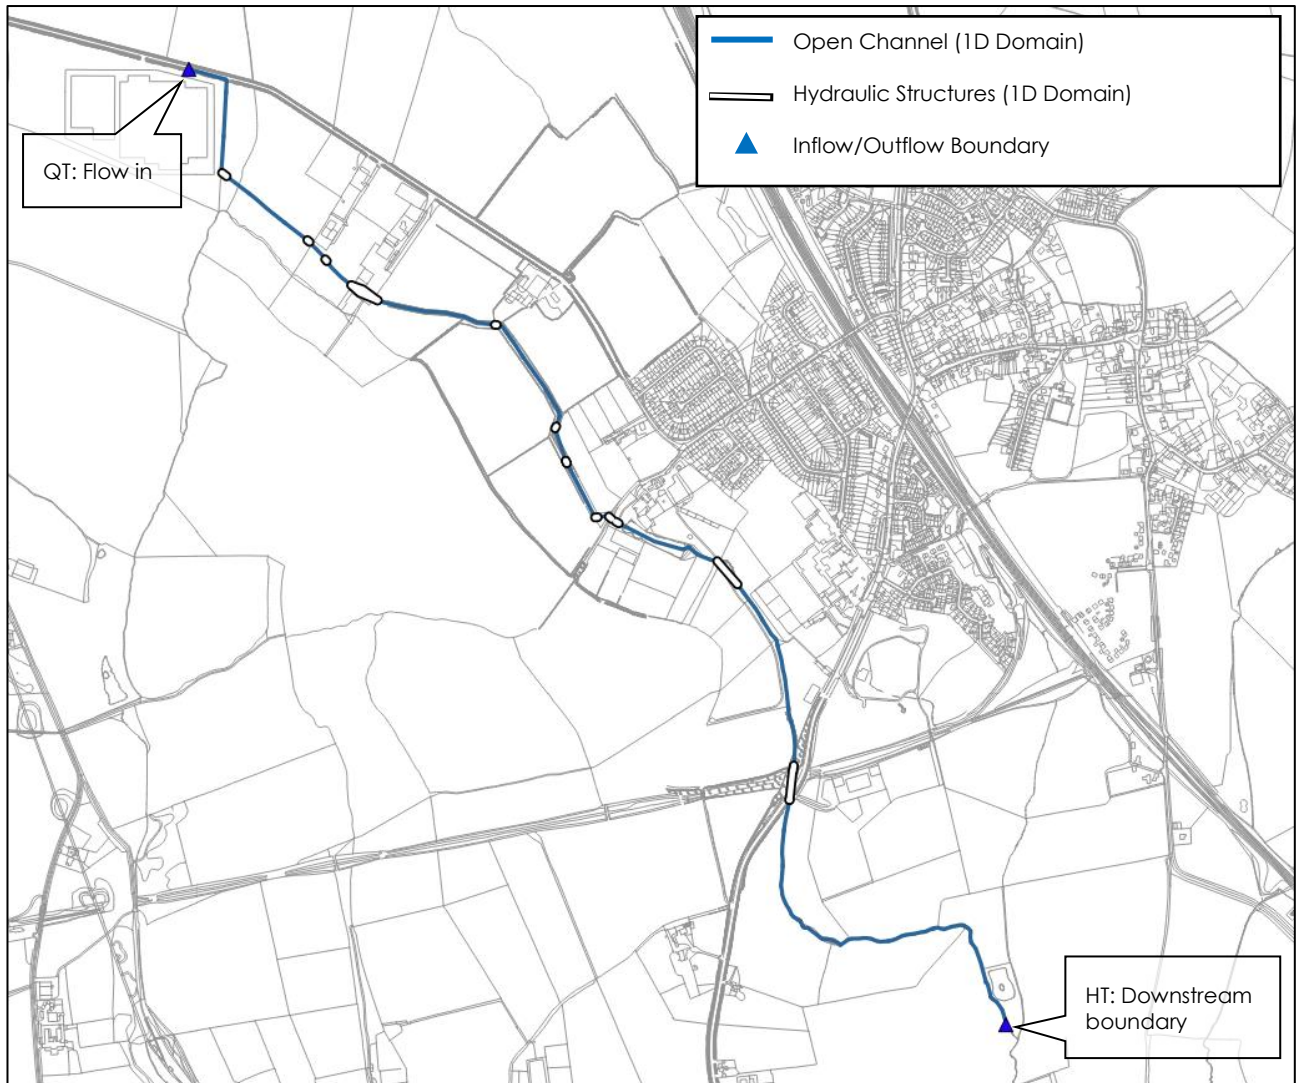 Open Channel (1D Domain)
Hydraulic Structures (1D Domain)
Inflow/Outflow Boundary
QT: Flow in
HT: Downstream
boundary